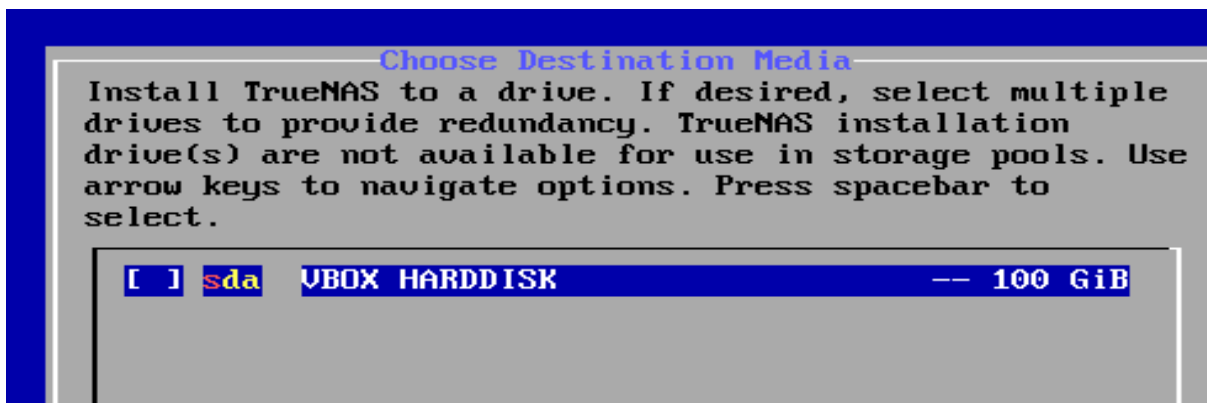 Choose Destination Media
Install TrueNAS to a drive. If desired, select multiple
drives to provide redundancy. TrueNAS installation
drive(s) are not available for use in storage pools. Use
arrow keys to navigate options. Press spacebar to
select.
[ ] sda VBOX HARDDISK -- 100 GiB